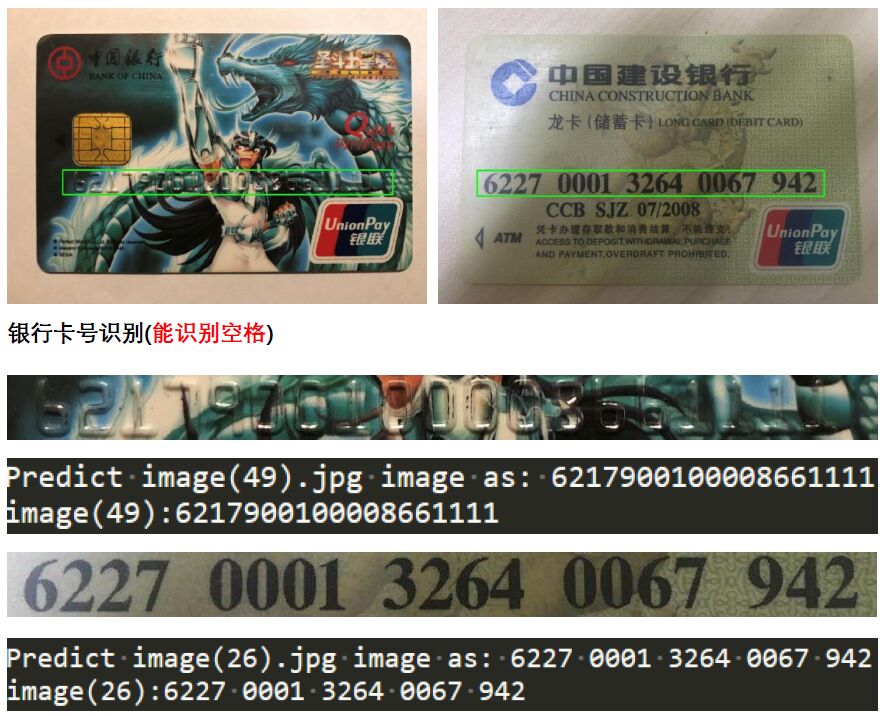 中国银行
BANK OF CHINA
圣斗士星矢
Quick
UnionPay
银联
中国建设银行
CHINA CONSTRUCTION BANK
龙卡(储蓄卡) LONG CARD (DEBIT CARD)
6227 0001 3264 0067 942
CCB SJZ 07/2008
ATM
凭卡办理存取款和消费结算,不能透支。
ACCESS TO DEPOSIT,WITHDRAWAL,PURCHASE
AND PAYMENT,OVERDRAFT PROHIBITED.
UnionPay
银联
银行卡号识别(能识别空格)
Predict image(49).jpg image as: 6217900100008661111
image(49):6217900100008661111
6227 0001 3264 0067 942
Predict image(26).jpg image as: 6227 0001 3264 0067 942
image(26):6227 0001 3264 0067 942